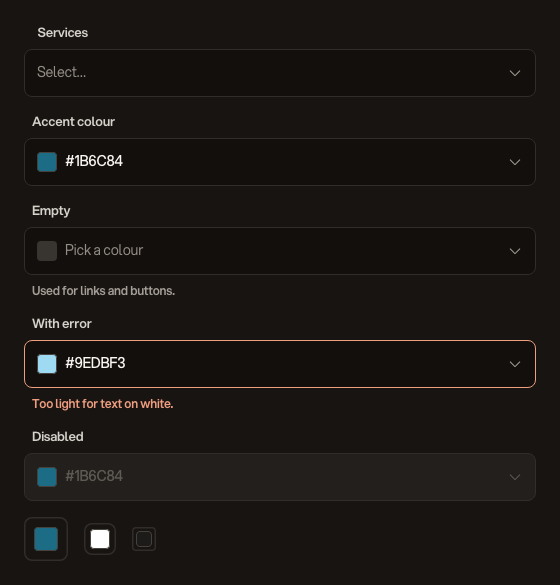 Services
Select...
Accent colour
#1B6C84
Empty
Pick a colour
Used for links and buttons.
With error
#9EDBF3
Too light for text on white.
Disabled
#1B6C84